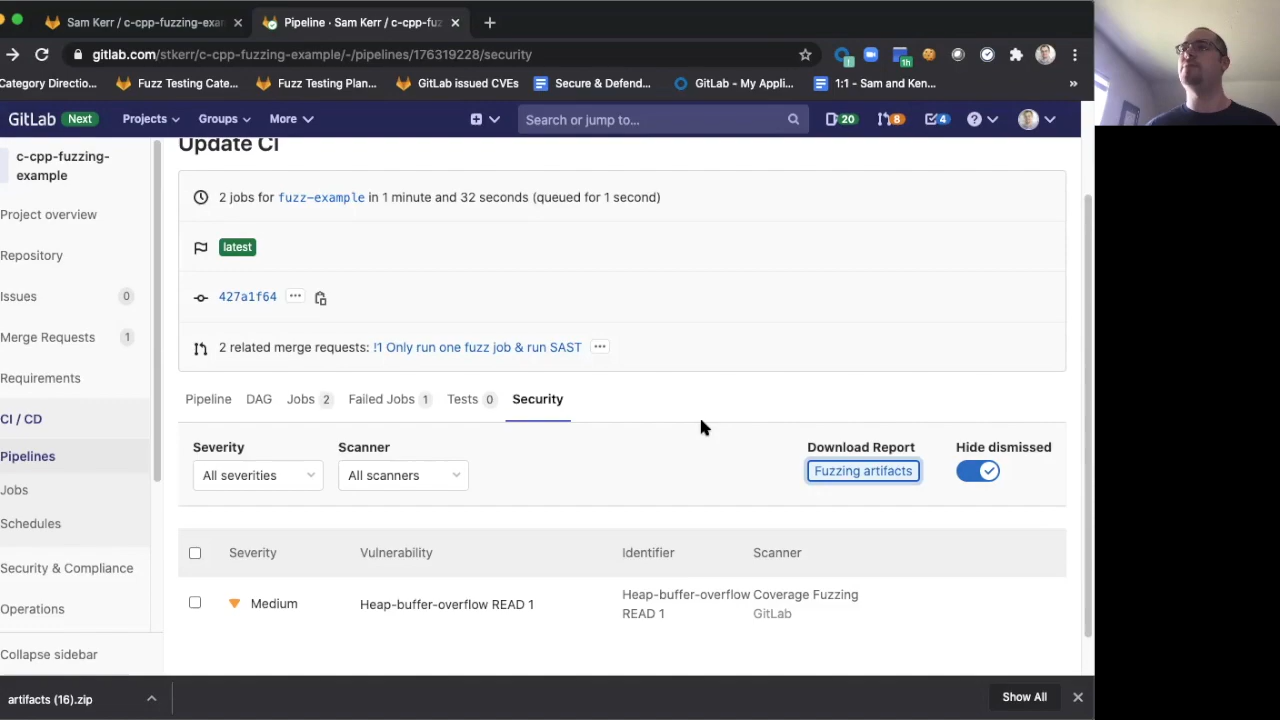 Sam Kerr / c-cpp-fuzzing-exar
Pipeline · Sam Kerr / c-cpp-fuz
gitlab.com/stkerr/c-cpp-fuzzing-example/-/pipelines/176319228/security
Category Directio...
Fuzz Testing Cate...
Fuzz Testing Plan...
GitLab issued CVEs
Secure & Defend...
GitLab - My Appli...
1:1 - Sam and Ken...
»
GitLab Next Projects Groups More Search or jump to... 20 8 4
c-cpp-fuzzing-
example
Project overview
Repository
Issues 0
Merge Requests 1
Requirements
CI / CD
Pipelines
Jobs
Schedules
Security & Compliance
Operations
Collapse sidebar
Update CI
2 jobs for fuzz-example in 1 minute and 32 seconds (queued for 1 second)
latest
427a1f64 ...
2 related merge requests: !1 Only run one fuzz job & run SAST ...
Pipeline DAG Jobs 2 Failed Jobs 1 Tests 0 Security
Severity Scanner Download Report Hide dismissed
All severities All scanners Fuzzing artifacts
Severity Vulnerability Identifier Scanner
Medium Heap-buffer-overflow READ 1 Heap-buffer-overflow Coverage Fuzzing
READ 1 GitLab
artifacts (16).zip Show All